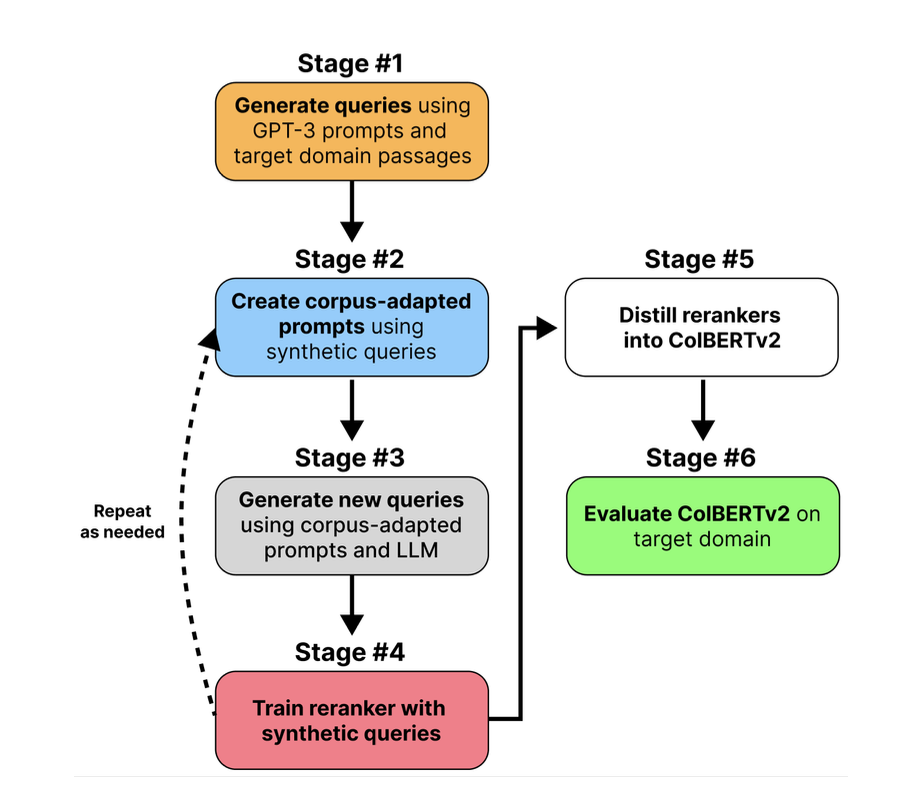 Stage #1
Generate queries using
GPT-3 prompts and
target domain passages
Stage #2
Create corpus-adapted
prompts using
synthetic queries
Stage #3
Generate new queries
using corpus-adapted
prompts and LLM
Stage #4
Train reranker with
synthetic queries
Repeat
as needed
Stage #5
Distill rerankers
into ColBERTv2
Stage #6
Evaluate ColBERTv2 on
target domain